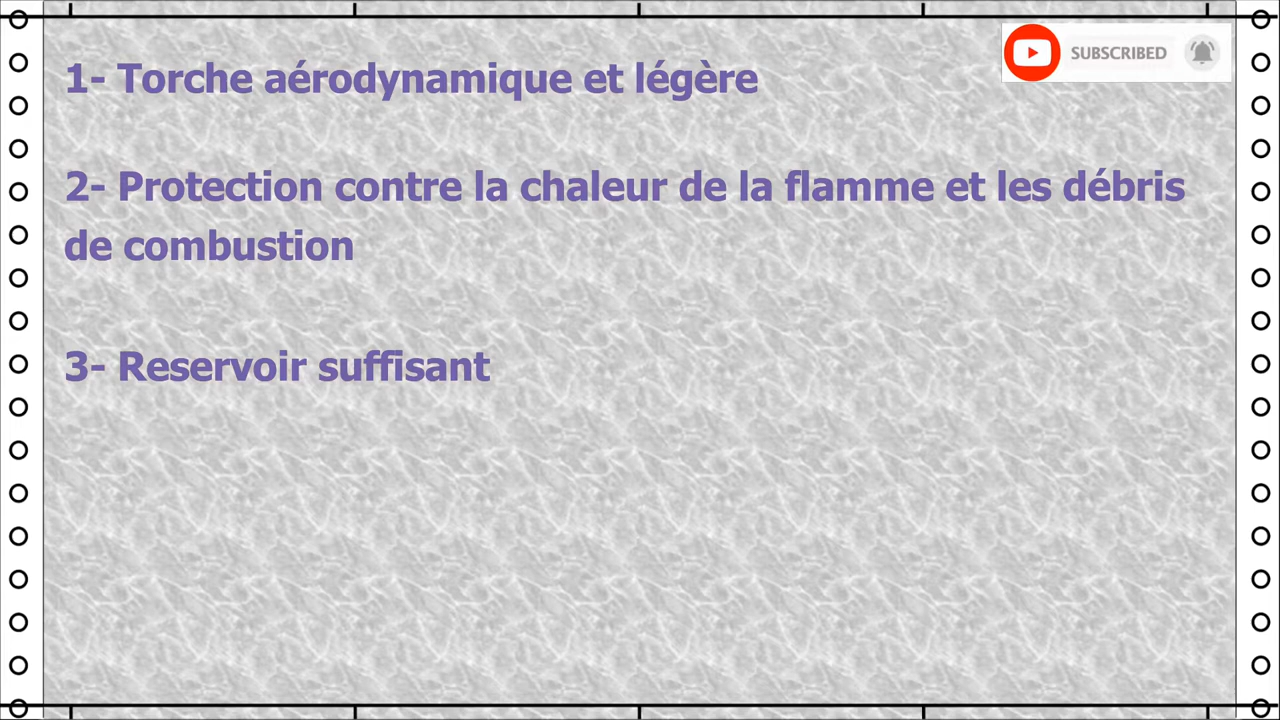 1- Torche aérodynamique et légère
SUBSCRIBED
2- Protection contre la chaleur de la flamme et les débris
de combustion
3- Reservoir suffisant